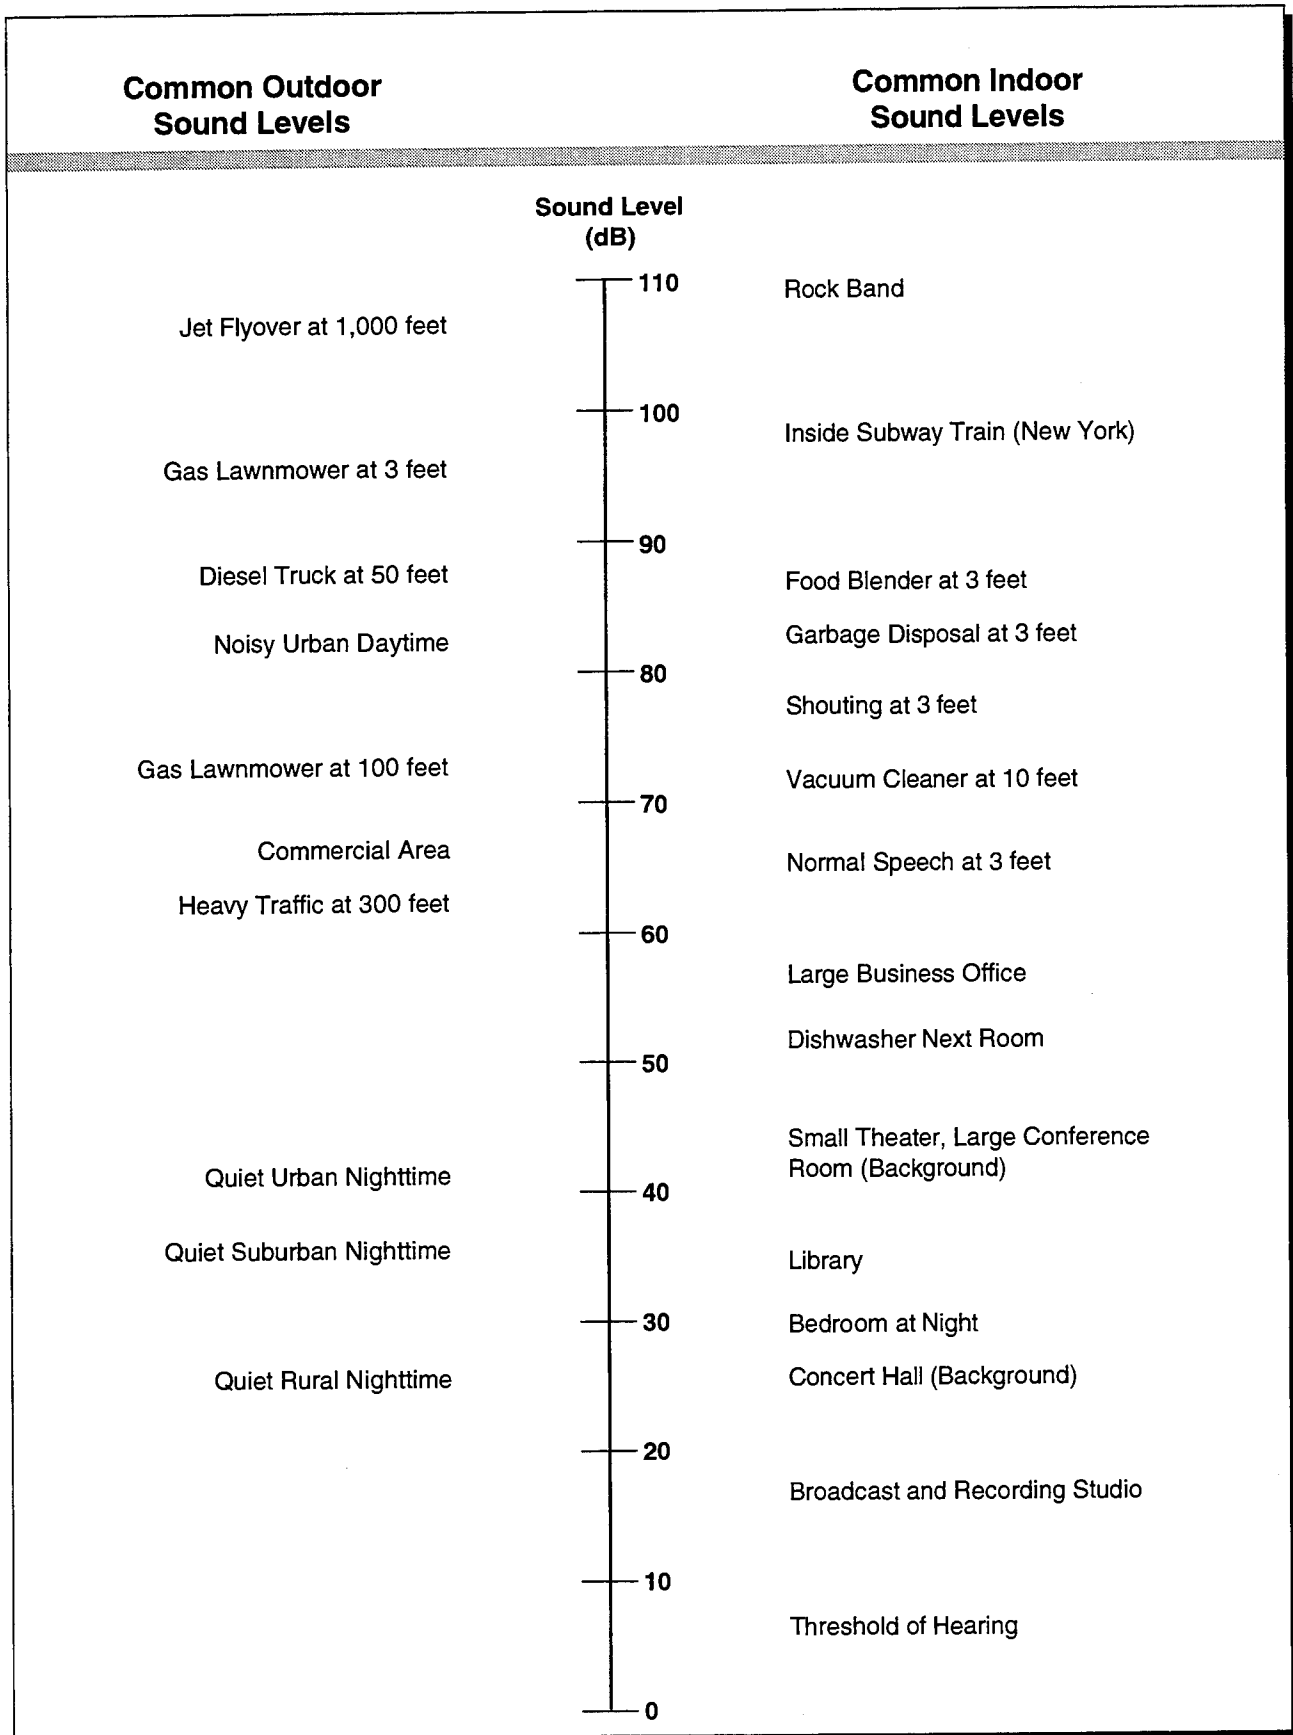 Common Outdoor
Sound Levels
Common Indoor
Sound Levels
Sound Level
(dB)
110
Rock Band
Jet Flyover at 1,000 feet
100
Inside Subway Train (New York)
Gas Lawnmower at 3 feet
90
Diesel Truck at 50 feet
Food Blender at 3 feet
Noisy Urban Daytime
Garbage Disposal at 3 feet
80
Shouting at 3 feet
Gas Lawnmower at 100 feet
Vacuum Cleaner at 10 feet
70
Commercial Area
Normal Speech at 3 feet
Heavy Traffic at 300 feet
60
Large Business Office
Dishwasher Next Room
50
Small Theater, Large Conference
Room (Background)
Quiet Urban Nighttime
40
Quiet Suburban Nighttime
Library
30
Bedroom at Night
Quiet Rural Nighttime
Concert Hall (Background)
20
Broadcast and Recording Studio
10
Threshold of Hearing
0